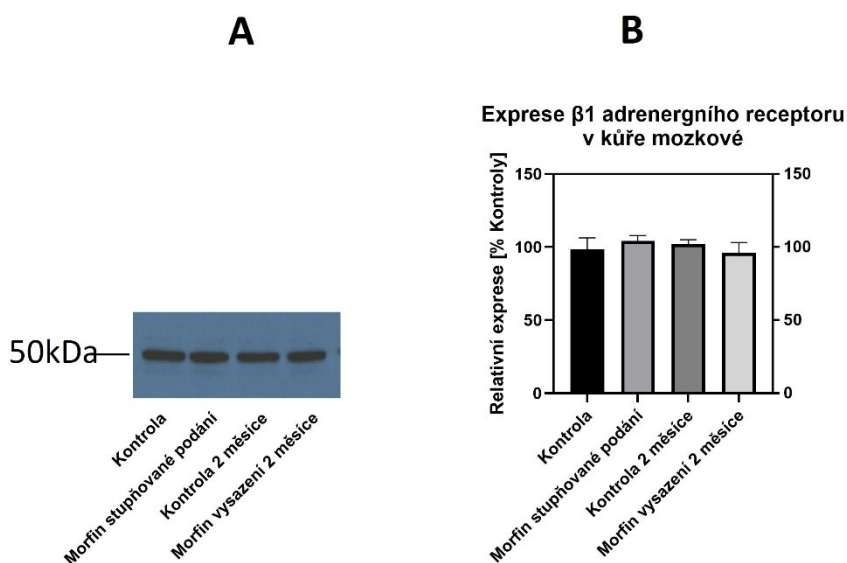 A
50kDa
Kontrola
Morfin stupňované podání
Kontrola 2 měsíce
Morfin vysazení 2 měsíce
B
Exprese β1 adrenergního receptoru
v kůře mozkové
Relativní exprese [% Kontroly]
150
100
50
0
150
100
50
0
Kontrola
Morfin stupňované podání
Kontrola 2 měsíce
Morfin vysazení 2 měsíce